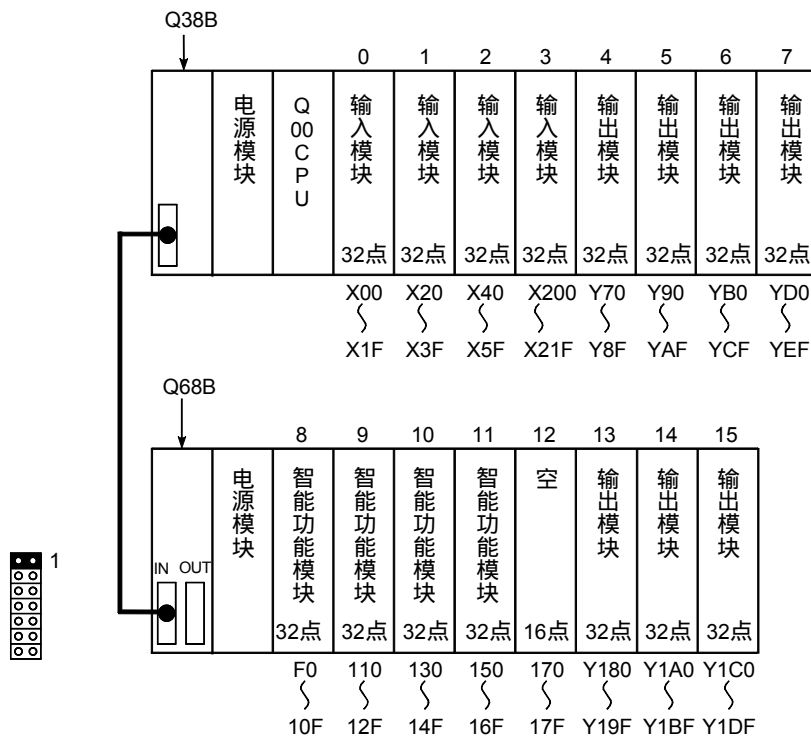 Q38B
0 1 2 3 4 5 6 7
电源模块 Q00CPU 输入模块 输入模块 输入模块 输入模块 输出模块 输出模块 输出模块 输出模块
32点 32点 32点 32点 32点 32点 32点 32点
X00 X20 X40 X200 Y70 Y90 YB0 YD0
X1F X3F X5F X21F Y8F YAF YCF YEF
Q68B
8 9 10 11 12 13 14 15
电源模块 智能功能模块 智能功能模块 智能功能模块 智能功能模块 空 输出模块 输出模块 输出模块
1
IN OUT
32点 32点 32点 32点 16点 32点 32点 32点
F0 110 130 150 170 Y180 Y1A0 Y1C0
10F 12F 14F 16F 17F Y19F Y1BF Y1DF